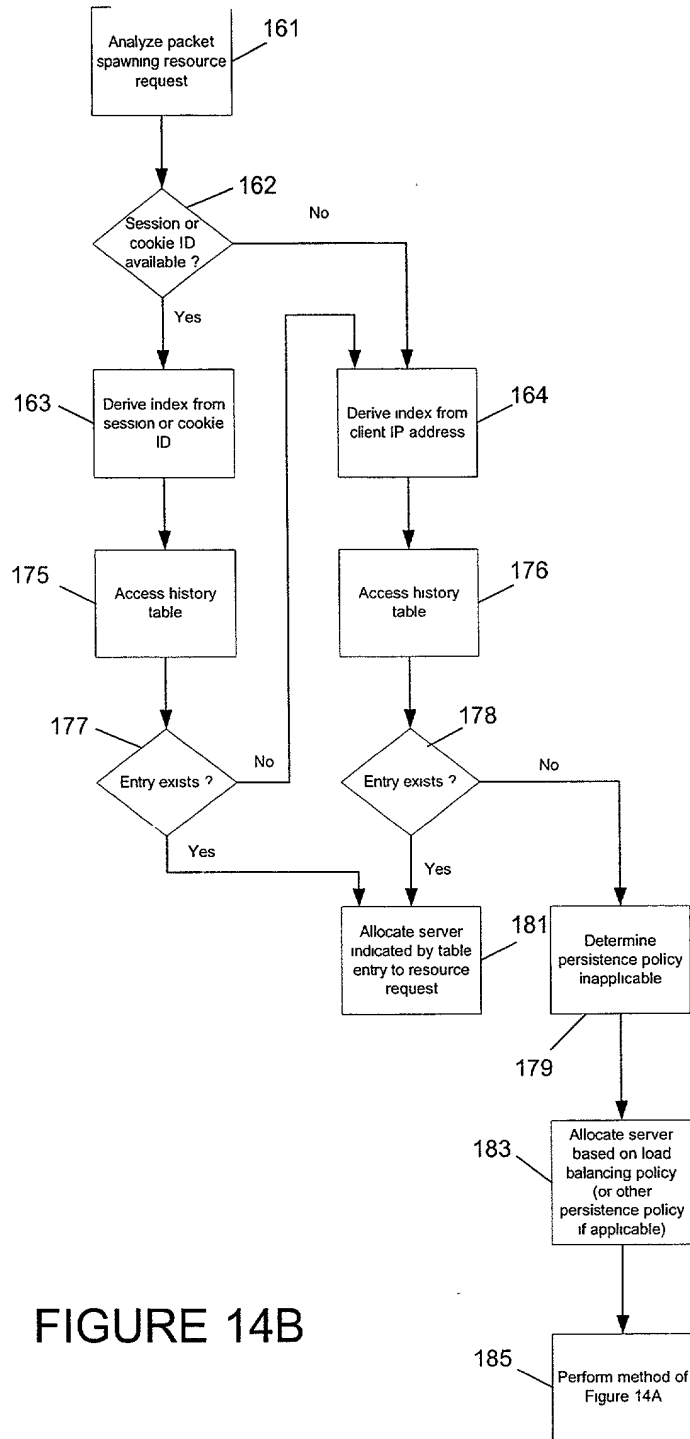 Analyze packet
spawning resource
request
161
162
Session or
cookie ID
available ?
No
Yes
163
Derive index from
session or cookie
ID
Derive index from
client IP address
164
175
Access history
table
Access history
table
176
177
Entry exists ?
No
178
Entry exists ?
No
Yes
Yes
Allocate server
indicated by table
entry to resource
request
181
Determine
persistence policy
inapplicable
179
183
Allocate server
based on load
balancing policy
(or other
persistence policy
if applicable)
185
Perform method of
Figure 14A
FIGURE 14B